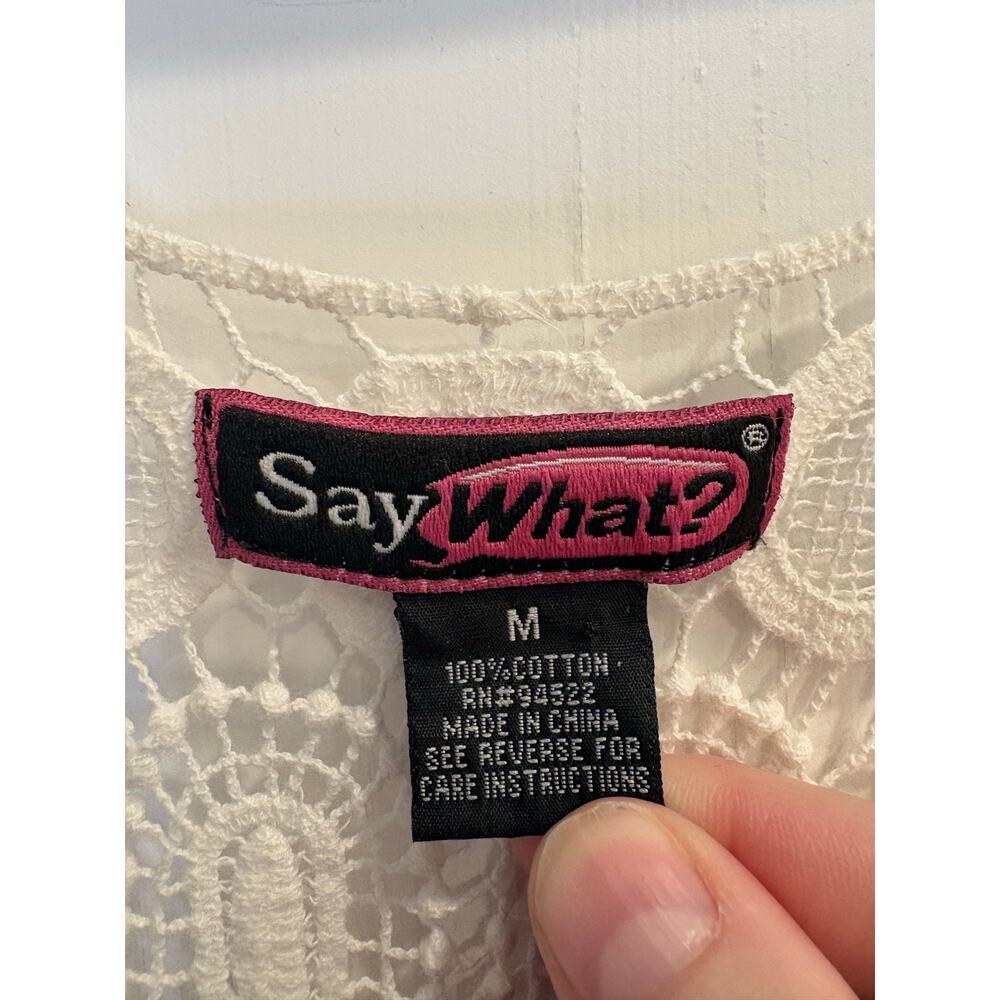 Say What? ®
M
100% COTTON
RN#94522
MADE IN CHINA
SEE REVERSE FOR
CARE INSTRUCTIONS